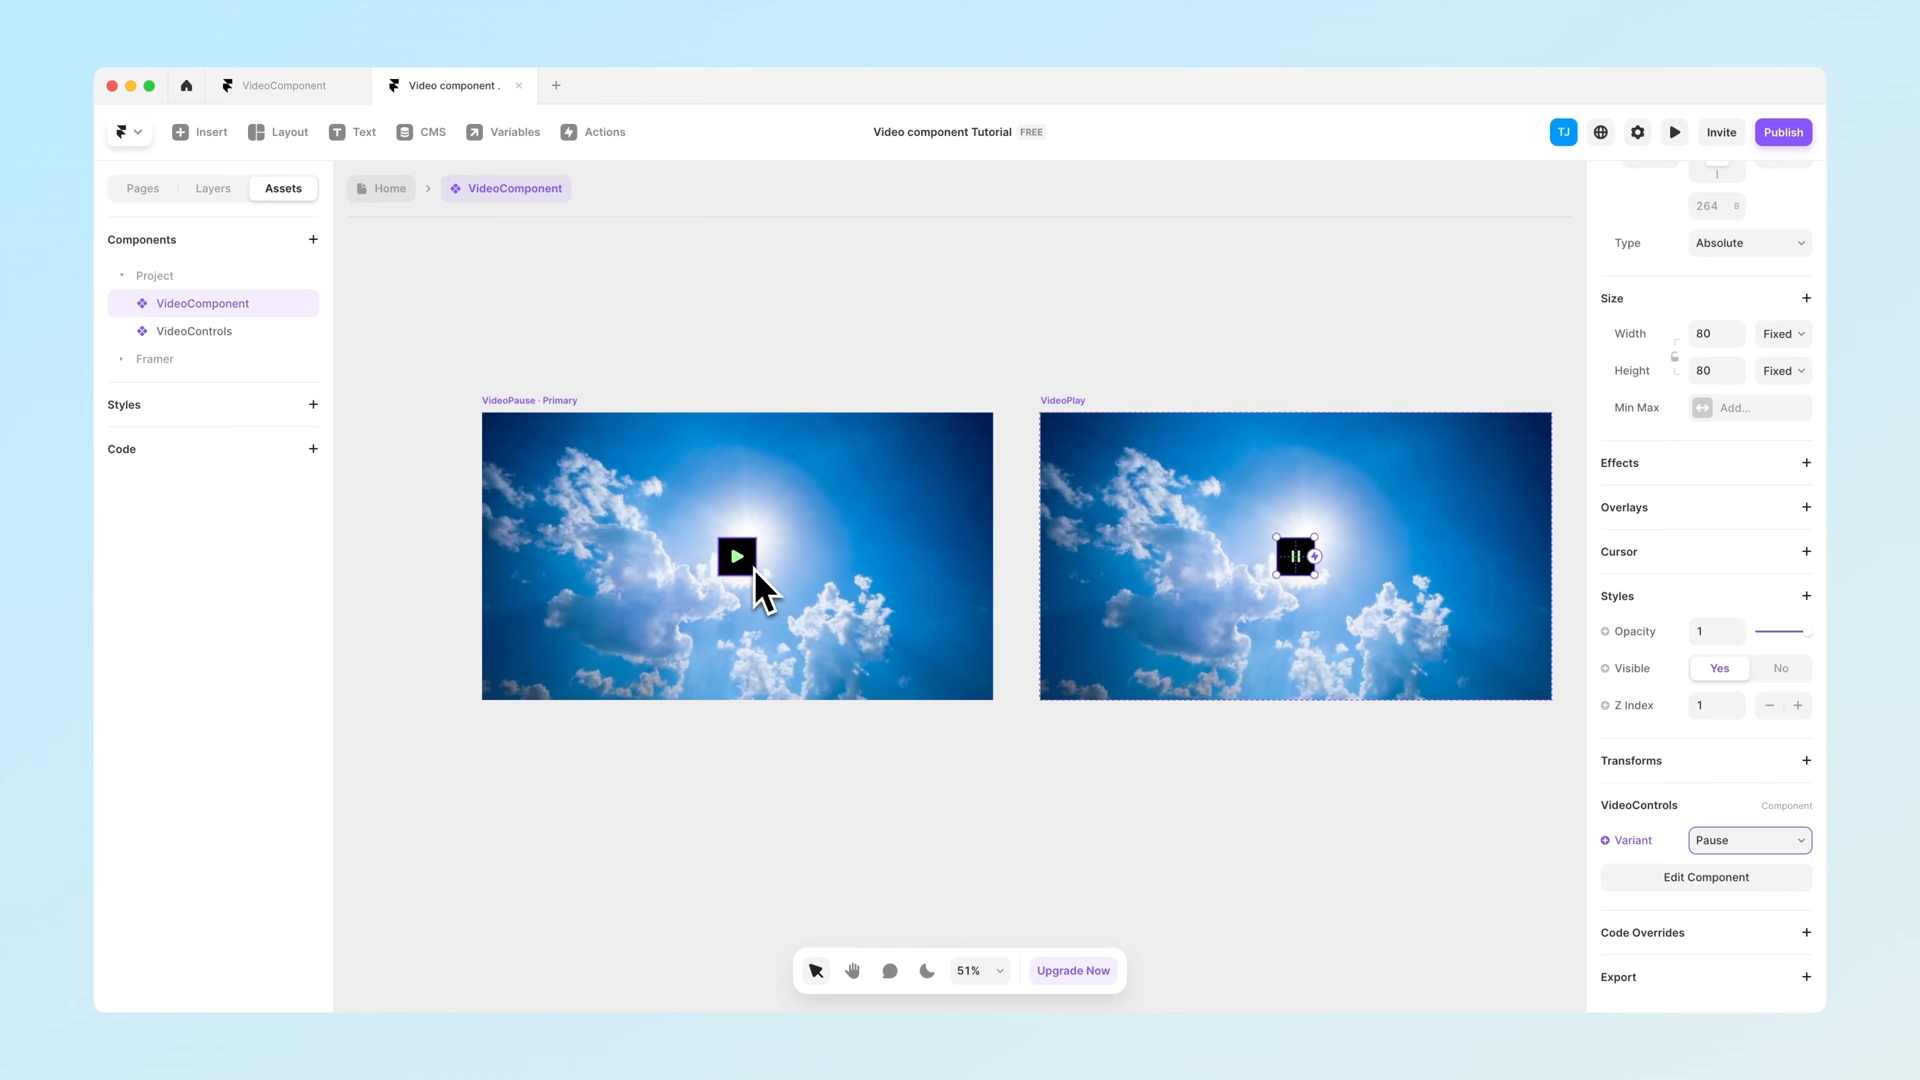 VideoComponent
Video component .
Insert
Layout
Text
CMS
Variables
Actions
Video component Tutorial FREE
TJ
Invite
Publish
Pages
Layers
Assets
Home
VideoComponent
Components
Project
VideoComponent
VideoControls
Framer
Styles
Code
VideoPause · Primary
VideoPlay
264 B
Type Absolute
Size
Width 80 Fixed
Height 80 Fixed
Min Max Add...
Effects
Overlays
Cursor
Styles
Opacity 1
Visible Yes No
Z Index 1
Transforms
VideoControls Component
Variant Pause
Edit Component
Code Overrides
Export
51%
Upgrade Now